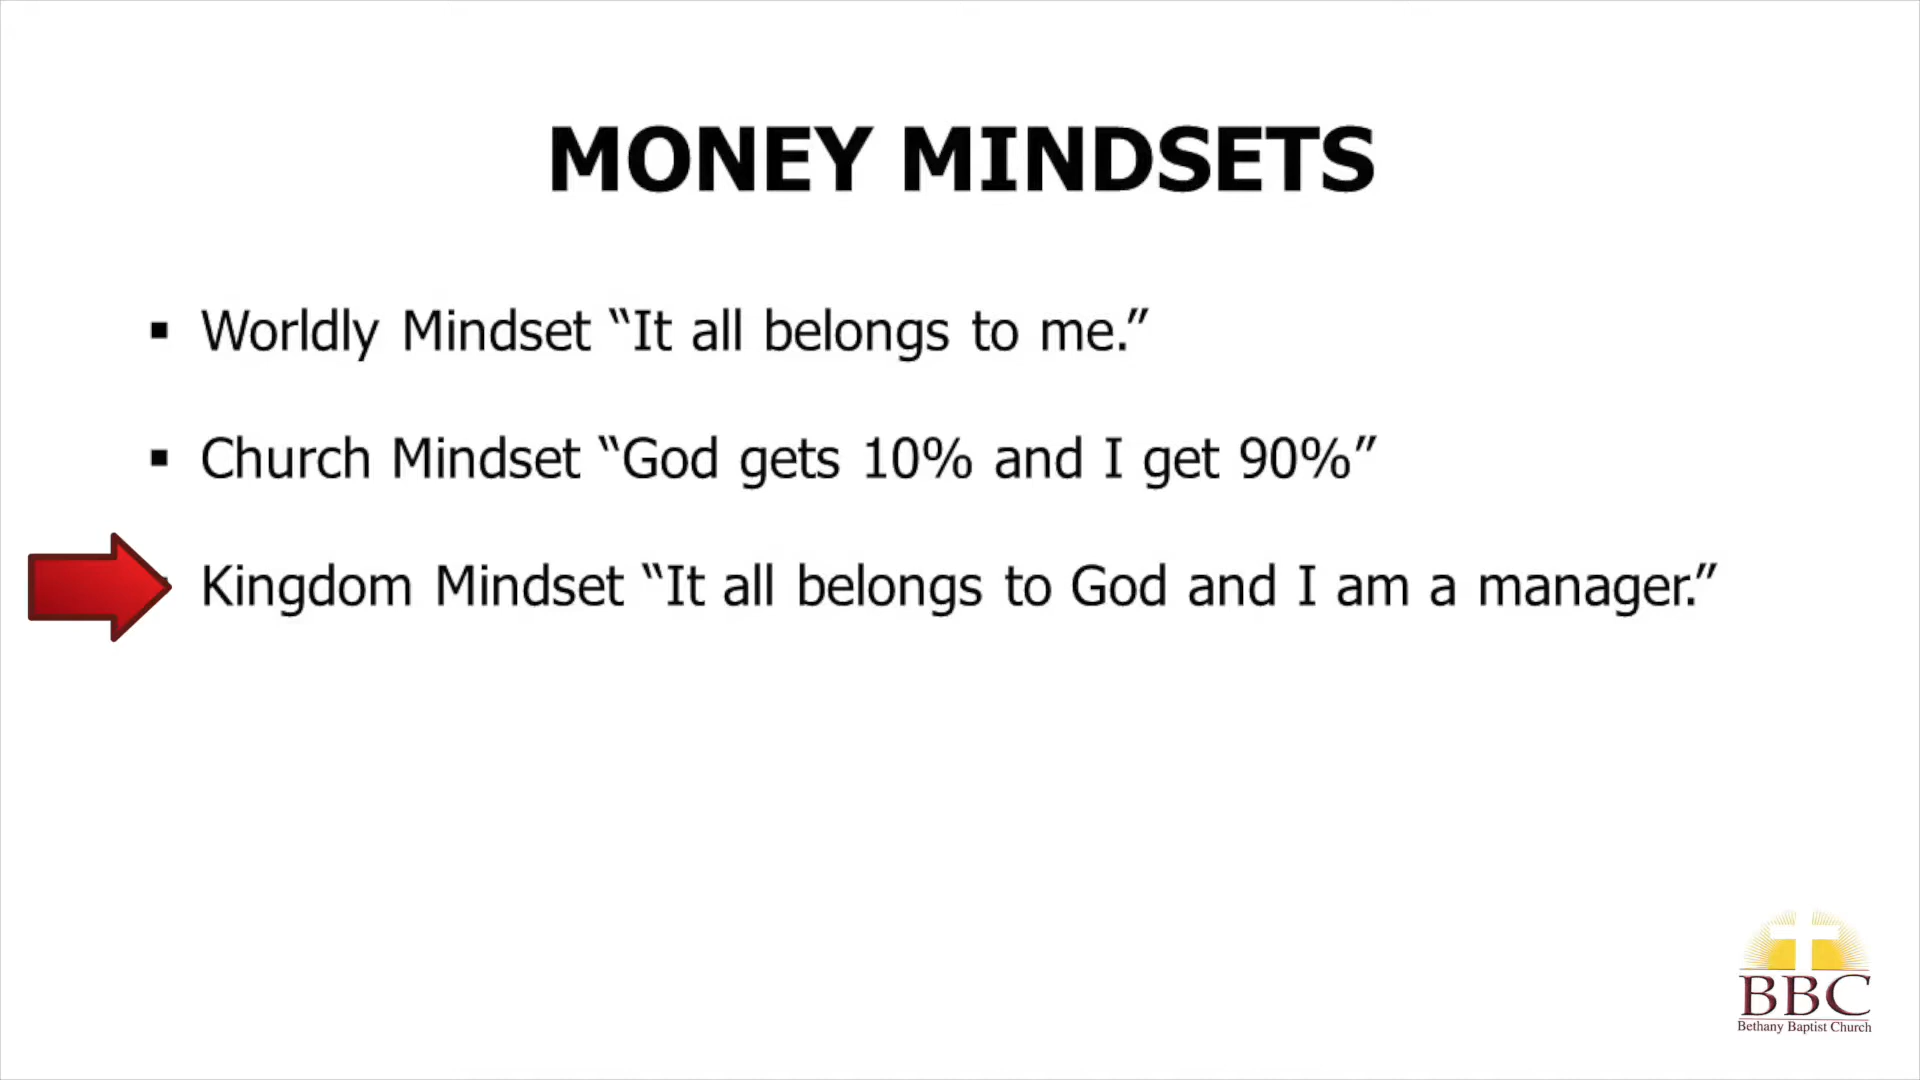 MONEY MINDSETS
▪ Worldly Mindset “It all belongs to me.”
▪ Church Mindset “God gets 10% and I get 90%”
Kingdom Mindset “It all belongs to God and I am a manager.”
BBC
Bethany Baptist Church